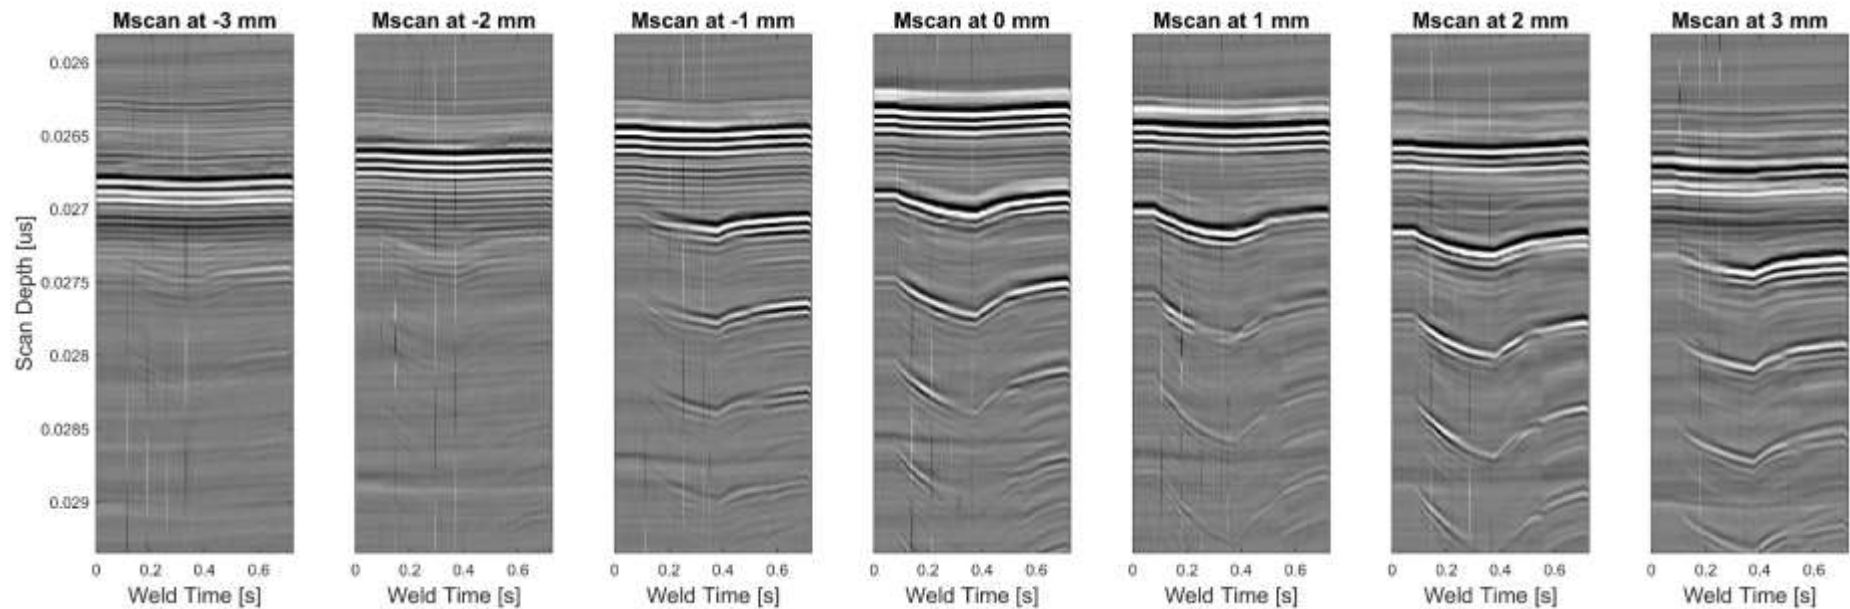 Mscan at -3 mm
Mscan at -2 mm
Mscan at -1 mm
Mscan at 0 mm
Mscan at 1 mm
Mscan at 2 mm
Mscan at 3 mm
Scan Depth [us]
0.026
0.0265
0.027
0.0275
0.028
0.0285
0.029
0 0.2 0.4 0.6
0 0.2 0.4 0.6
0 0.2 0.4 0.6
0 0.2 0.4 0.6
0 0.2 0.4 0.6
0 0.2 0.4 0.6
0 0.2 0.4 0.6
Weld Time [s]
Weld Time [s]
Weld Time [s]
Weld Time [s]
Weld Time [s]
Weld Time [s]
Weld Time [s]